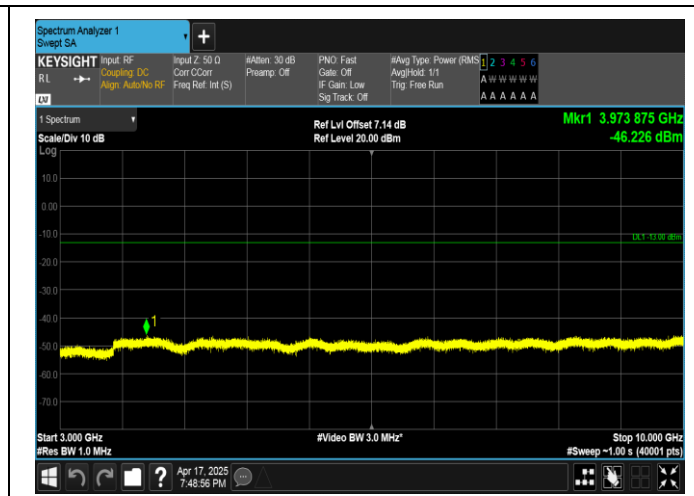 Spectrum Analyzer 1
Swept SA
+
KEYSIGHT Input: RF Input Z: 50 Ω #Atten: 30 dB PNO: Fast #Avg Type: Power (RMS 1 2 3 4 5 6
RL Coupling: DC Corr CCorr Preamp: Off Gate: Off Avg|Hold: 1/1 A W W W W W
Align: Auto/No RF Freq Ref: Int (S) IF Gain: Low Trig: Free Run
LXI Sig Track: Off A A A A A A
1 Spectrum Ref Lvl Offset 7.14 dB Mkr1 3.973 875 GHz
Scale/Div 10 dB Ref Level 20.00 dBm -46.226 dBm
Log
10.0
0.00
DL1 -13.00 dBm
-20.0
-30.0
-40.0
1
-50.0
-60.0
-70.0
Start 3.000 GHz #Video BW 3.0 MHz* Stop 10.000 GHz
#Res BW 1.0 MHz #Sweep ~1.00 s (40001 pts)
? Apr 17, 2025
7:48:56 PM